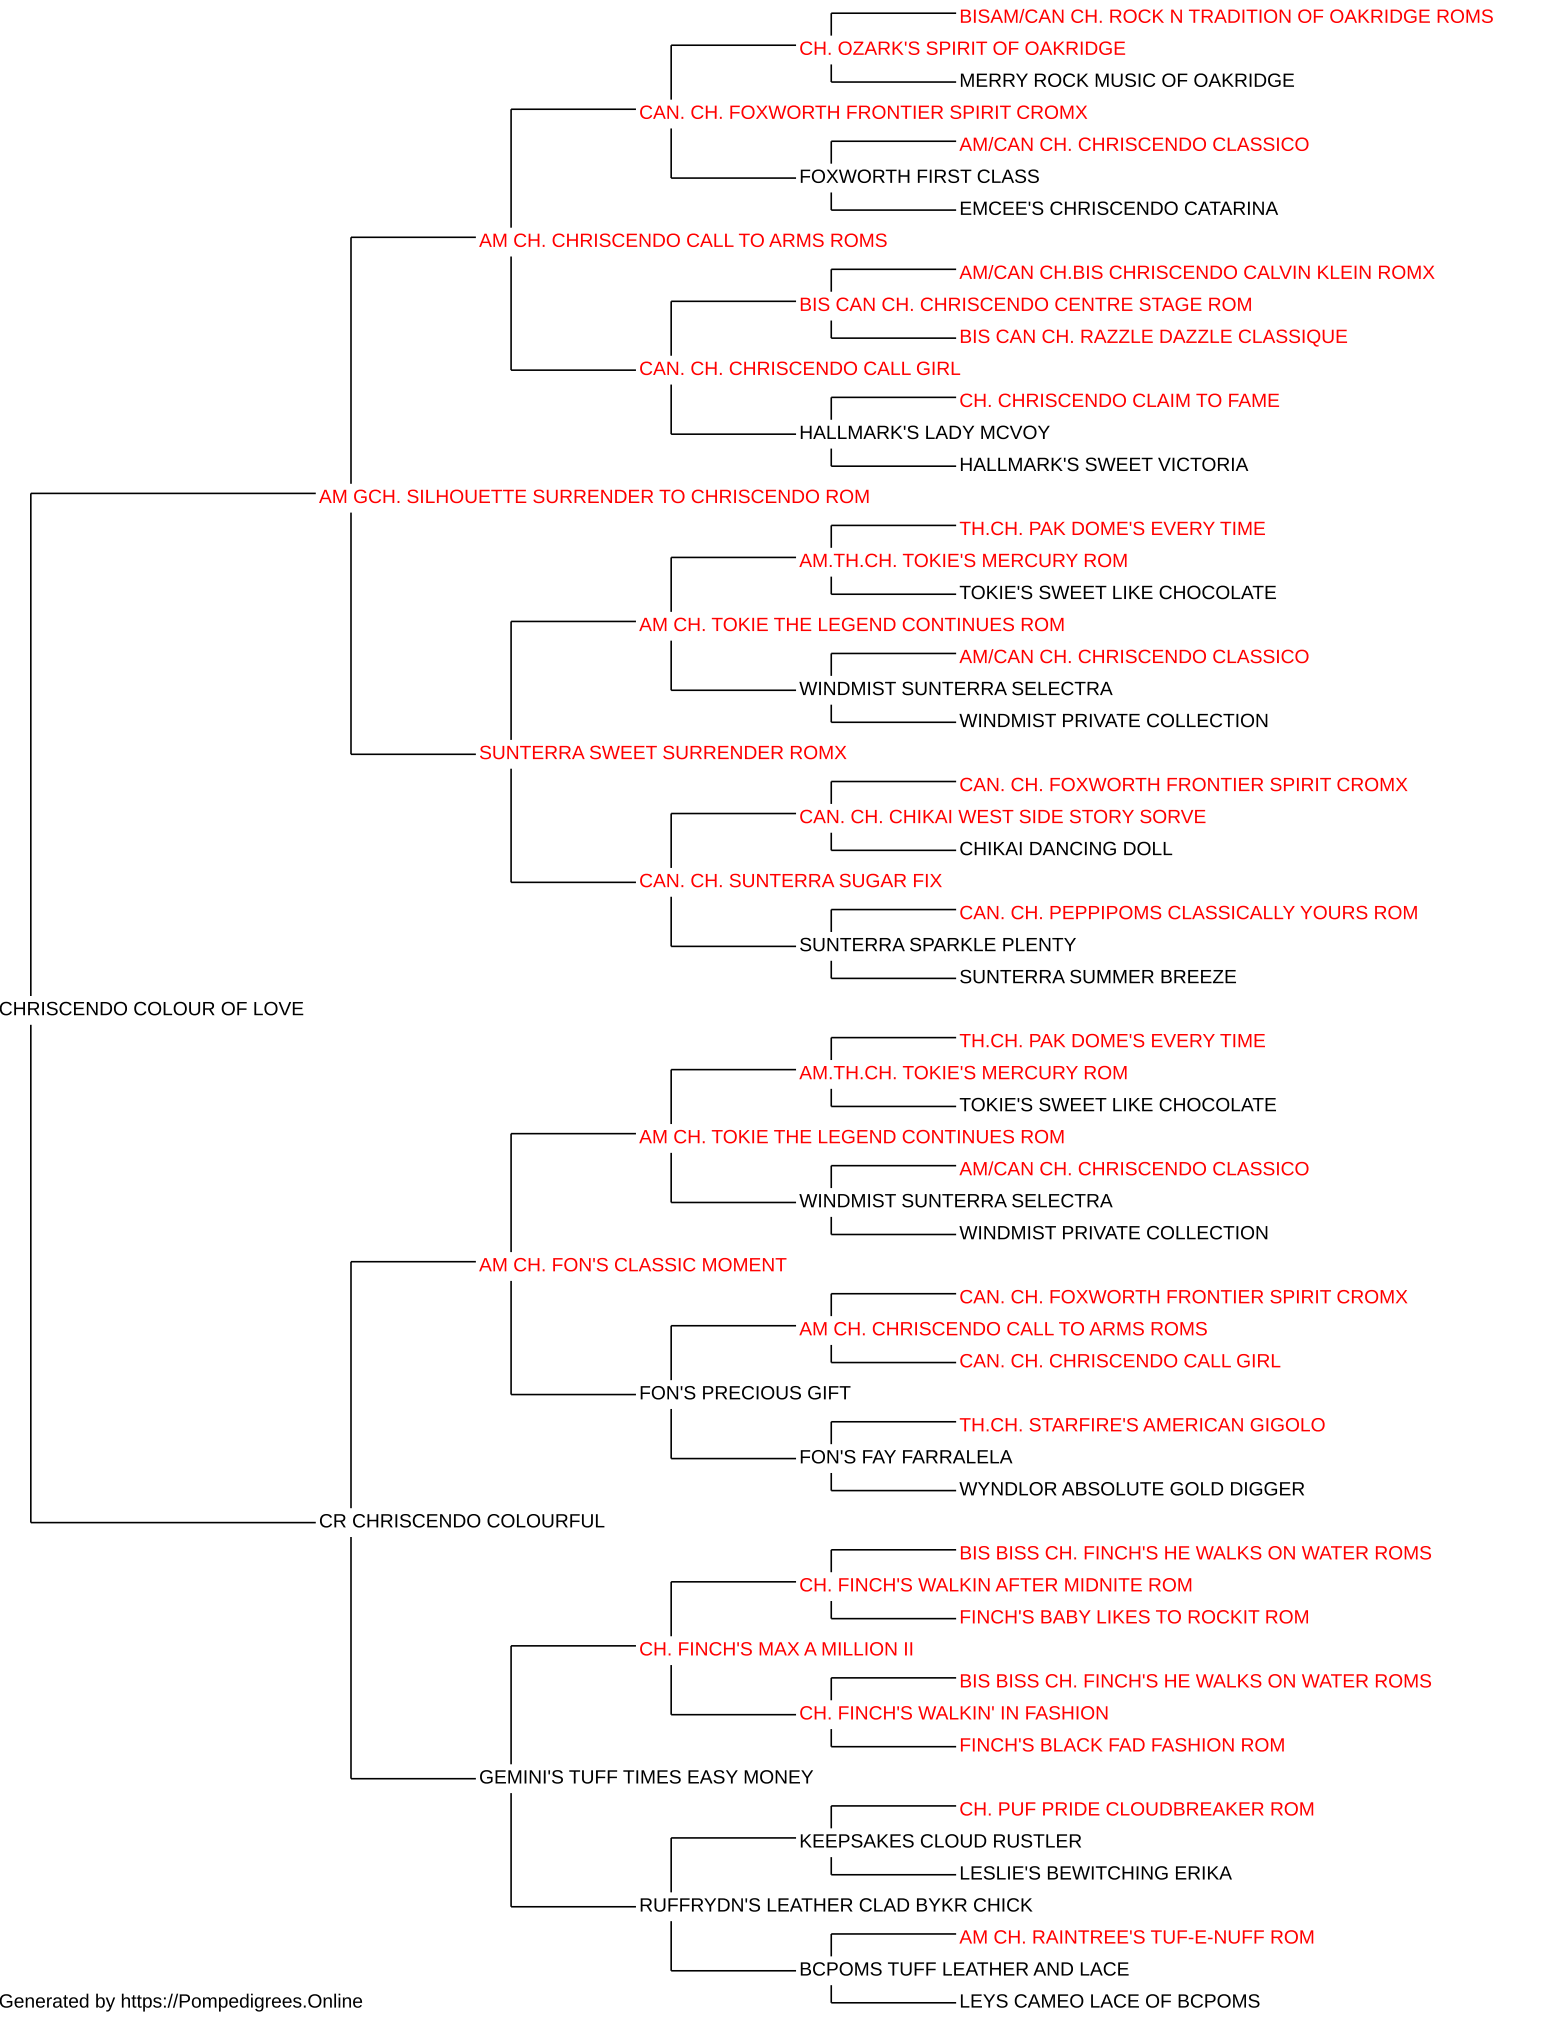 BISAM/CAN CH. ROCK N TRADITION OF OAKRIDGE ROMS
CH. OZARK'S SPIRIT OF OAKRIDGE
MERRY ROCK MUSIC OF OAKRIDGE
CAN. CH. FOXWORTH FRONTIER SPIRIT CROMX
AM/CAN CH. CHRISCENDO CLASSICO
FOXWORTH FIRST CLASS
EMCEE'S CHRISCENDO CATARINA
AM CH. CHRISCENDO CALL TO ARMS ROMS
AM/CAN CH.BIS CHRISCENDO CALVIN KLEIN ROMX
BIS CAN CH. CHRISCENDO CENTRE STAGE ROM
BIS CAN CH. RAZZLE DAZZLE CLASSIQUE
CAN. CH. CHRISCENDO CALL GIRL
CH. CHRISCENDO CLAIM TO FAME
HALLMARK'S LADY MCVOY
HALLMARK'S SWEET VICTORIA
AM GCH. SILHOUETTE SURRENDER TO CHRISCENDO ROM
TH.CH. PAK DOME'S EVERY TIME
AM.TH.CH. TOKIE'S MERCURY ROM
TOKIE'S SWEET LIKE CHOCOLATE
AM CH. TOKIE THE LEGEND CONTINUES ROM
AM/CAN CH. CHRISCENDO CLASSICO
WINDMIST SUNTERRA SELECTRA
WINDMIST PRIVATE COLLECTION
SUNTERRA SWEET SURRENDER ROMX
CAN. CH. FOXWORTH FRONTIER SPIRIT CROMX
CAN. CH. CHIKAI WEST SIDE STORY SORVE
CHIKAI DANCING DOLL
CAN. CH. SUNTERRA SUGAR FIX
CAN. CH. PEPPIPOMS CLASSICALLY YOURS ROM
SUNTERRA SPARKLE PLENTY
SUNTERRA SUMMER BREEZE
CHRISCENDO COLOUR OF LOVE
TH.CH. PAK DOME'S EVERY TIME
AM.TH.CH. TOKIE'S MERCURY ROM
TOKIE'S SWEET LIKE CHOCOLATE
AM CH. TOKIE THE LEGEND CONTINUES ROM
AM/CAN CH. CHRISCENDO CLASSICO
WINDMIST SUNTERRA SELECTRA
WINDMIST PRIVATE COLLECTION
AM CH. FON'S CLASSIC MOMENT
CAN. CH. FOXWORTH FRONTIER SPIRIT CROMX
AM CH. CHRISCENDO CALL TO ARMS ROMS
CAN. CH. CHRISCENDO CALL GIRL
FON'S PRECIOUS GIFT
TH.CH. STARFIRE'S AMERICAN GIGOLO
FON'S FAY FARRALELA
WYNDLOR ABSOLUTE GOLD DIGGER
CR CHRISCENDO COLOURFUL
BIS BISS CH. FINCH'S HE WALKS ON WATER ROMS
CH. FINCH'S WALKIN AFTER MIDNITE ROM
FINCH'S BABY LIKES TO ROCKIT ROM
CH. FINCH'S MAX A MILLION II
BIS BISS CH. FINCH'S HE WALKS ON WATER ROMS
CH. FINCH'S WALKIN' IN FASHION
FINCH'S BLACK FAD FASHION ROM
GEMINI'S TUFF TIMES EASY MONEY
CH. PUF PRIDE CLOUDBREAKER ROM
KEEPSAKES CLOUD RUSTLER
LESLIE'S BEWITCHING ERIKA
RUFFRYDN'S LEATHER CLAD BYKR CHICK
AM CH. RAINTREE'S TUF-E-NUFF ROM
BCPOMS TUFF LEATHER AND LACE
LEYS CAMEO LACE OF BCPOMS
Generated by https://Pompedigrees.Online